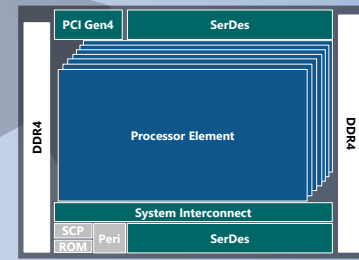 PCI Gen4
SerDes
DDR4
Processor Element
DDR4
System Interconnect
SCP
Peri
SerDes
ROM